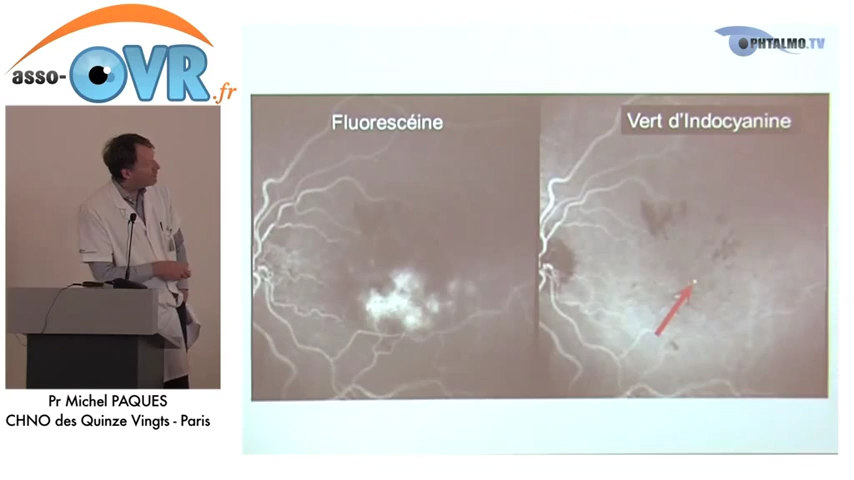 asso-OVR.fr
OPHTALMO.TV
Fluorescéine
Vert d'Indocyanine
Pr Michel PAQUES
CHNO des Quinze Vingts - Paris